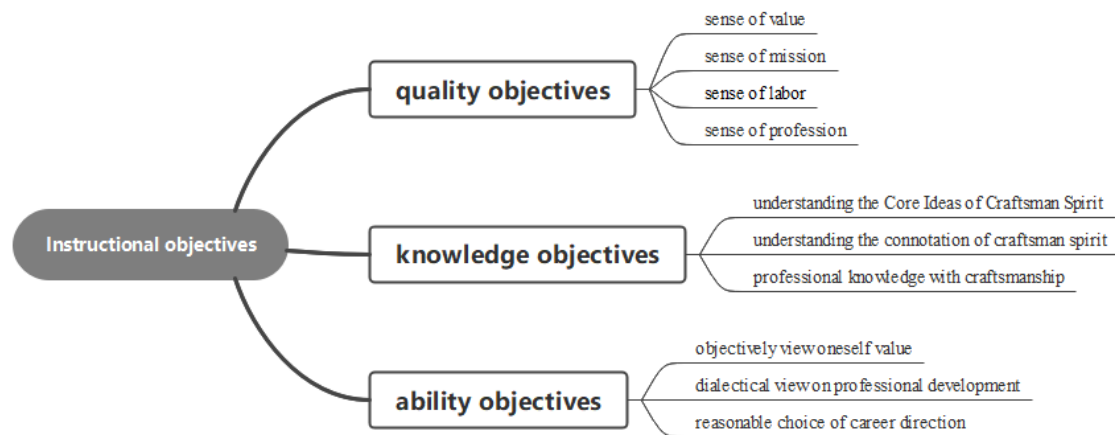 Instructional objectives
quality objectives
sense of value
sense of mission
sense of labor
sense of profession
knowledge objectives
understanding the Core Ideas of Craftsman Spirit
understanding the connotation of craftsman spirit
professional knowledge with craftsmanship
ability objectives
objectively view oneself value
dialectical view on professional development
reasonable choice of career direction